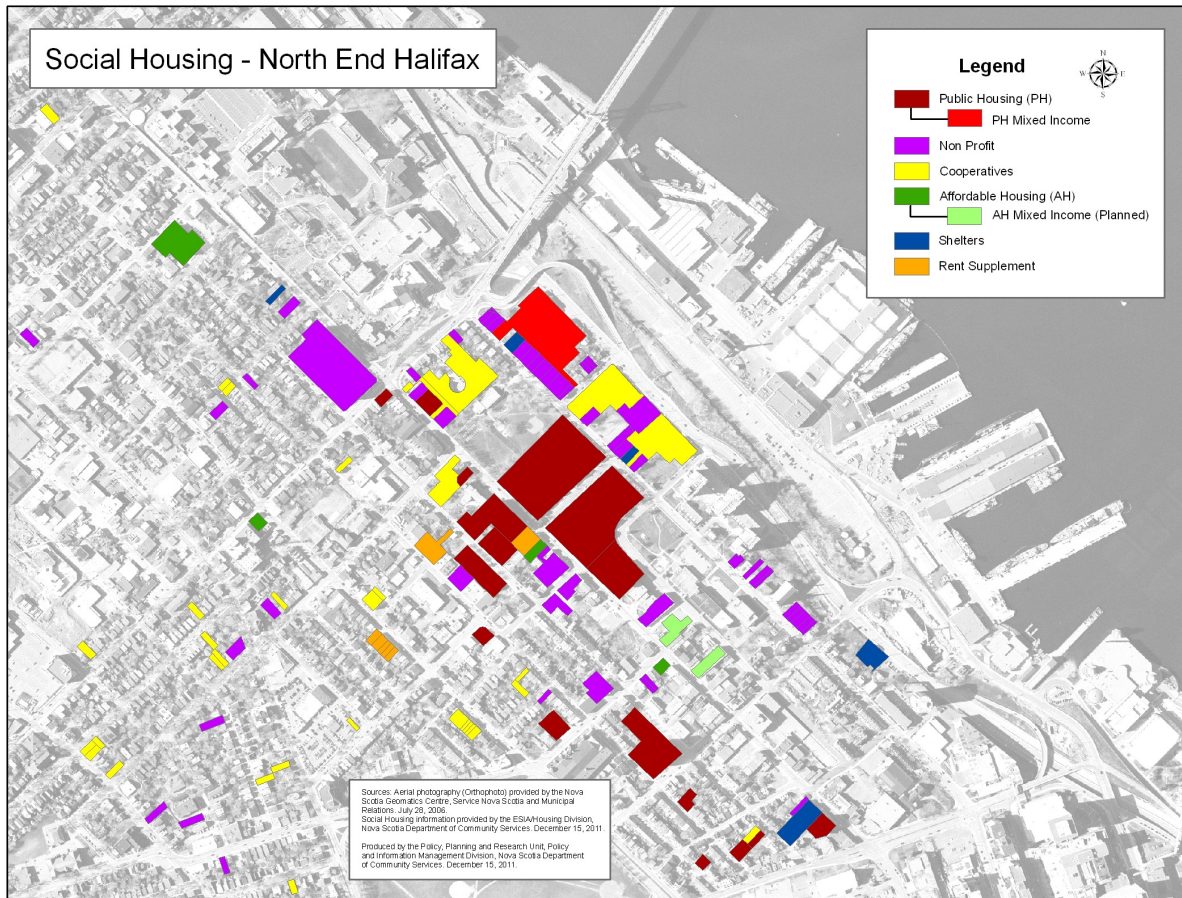 Social Housing - North End Halifax
Legend
N
W E
S
Public Housing (PH)
PH Mixed Income
Non Profit
Cooperatives
Affordable Housing (AH)
AH Mixed Income (Planned)
Shelters
Rent Supplement
Sources: Aerial photography (Orthophoto) provided by the Nova
Scotia Geomatics Centre, Service Nova Scotia and Municipal
Relations. July 28, 2006.
Social Housing information provided by the ESIA/Housing Division,
Nova Scotia Department of Community Services. December 15, 2011.
Produced by the Policy, Planning and Research Unit, Policy
and Information Management Division, Nova Scotia Department
of Community Services. December 15, 2011.